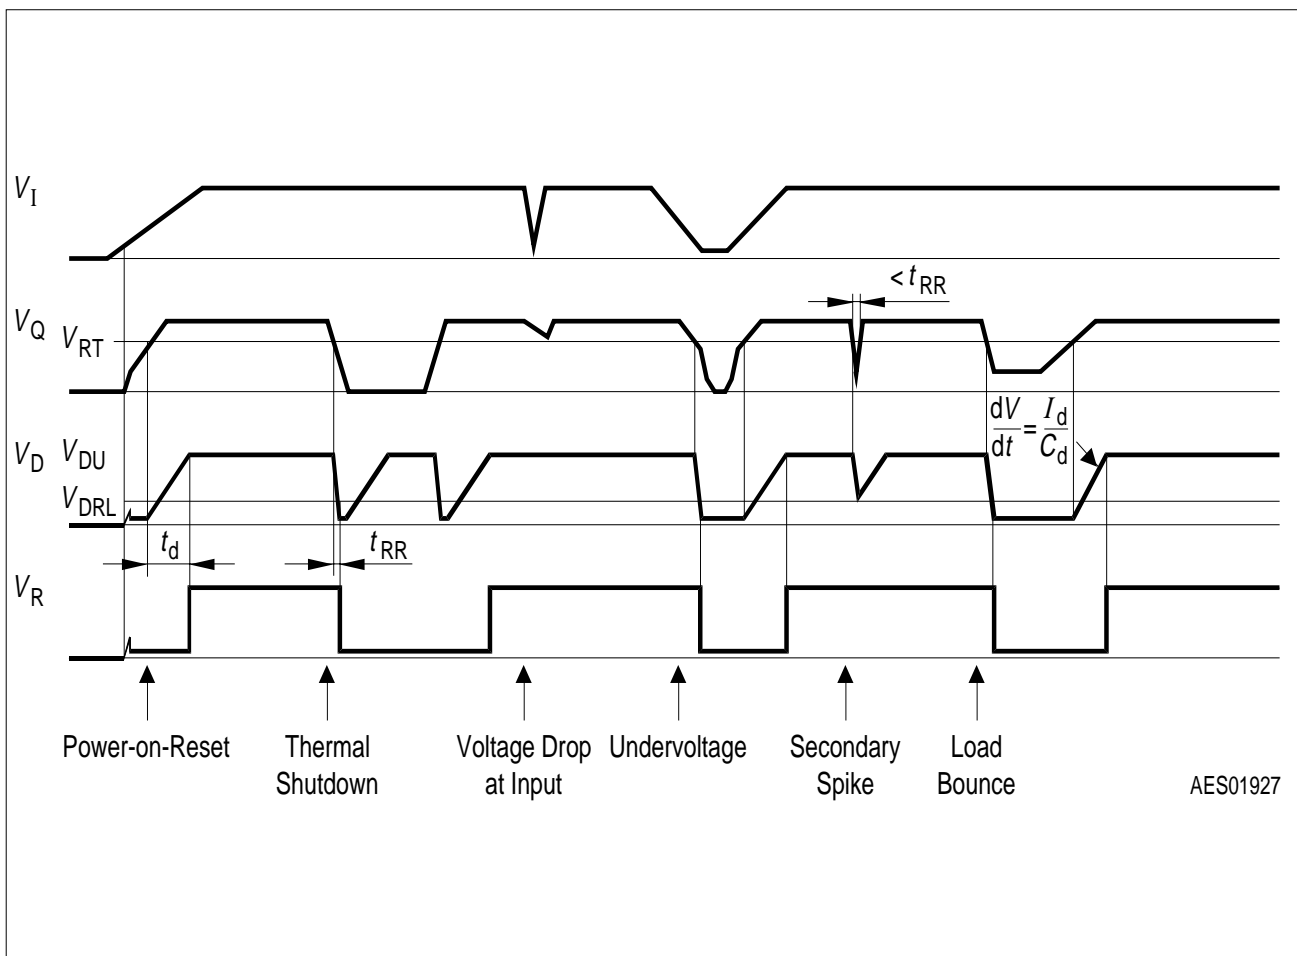 V_I
< t_RR
V_Q
V_RT
dV/dt = I_d/C_d
V_D V_DU
V_DRL
t_d t_RR
V_R
Power-on-Reset Thermal Voltage Drop Undervoltage Secondary Load
Shutdown at Input Spike Bounce
AES01927